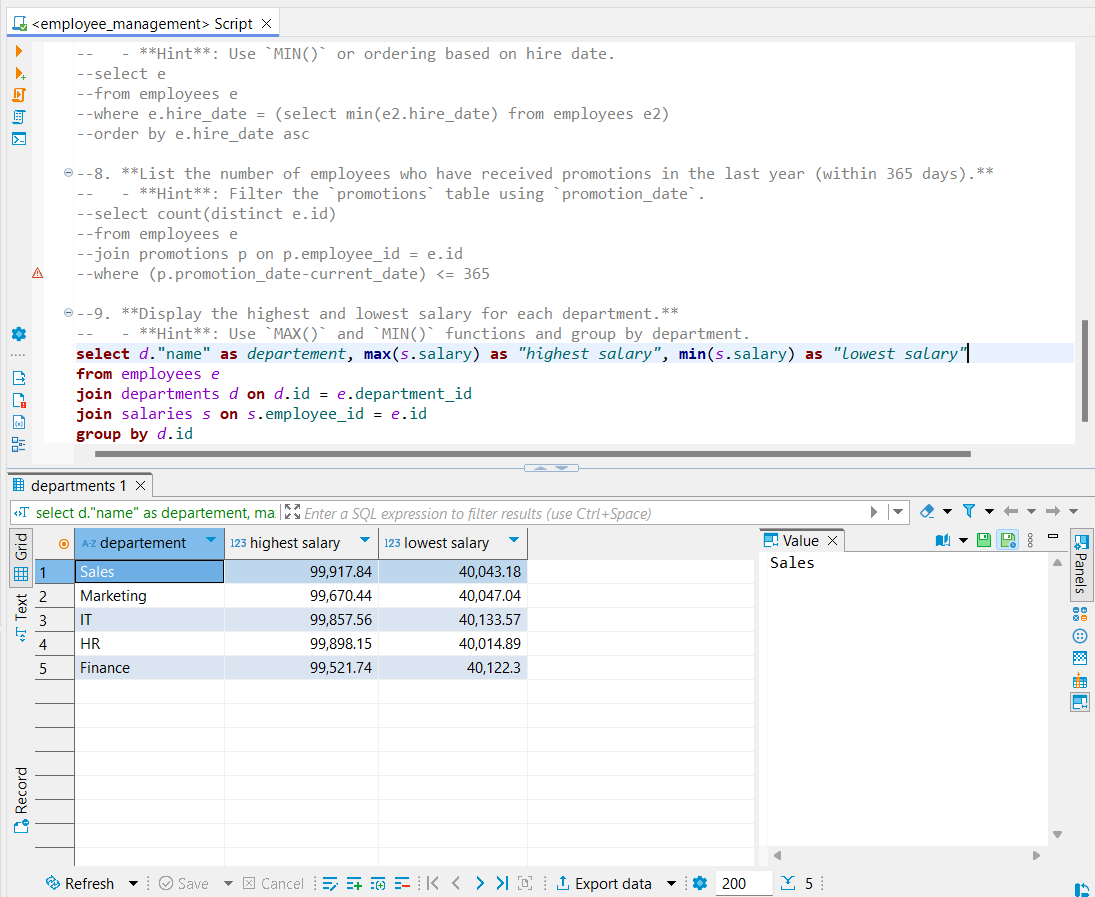 <employee_management> Script
--   - **Hint**: Use `MIN()` or ordering based on hire date.
--select e
--from employees e
--where e.hire_date = (select min(e2.hire_date) from employees e2)
--order by e.hire_date asc
--8. **List the number of employees who have received promotions in the last year (within 365 days).**
--   - **Hint**: Filter the `promotions` table using `promotion_date`.
--select count(distinct e.id)
--from employees e
--join promotions p on p.employee_id = e.id
--where (p.promotion_date-current_date) <= 365
--9. **Display the highest and lowest salary for each department.**
--   - **Hint**: Use `MAX()` and `MIN()` functions and group by department.
select d."name" as departement, max(s.salary) as "highest salary", min(s.salary) as "lowest salary"
from employees e
join departments d on d.id = e.department_id
join salaries s on s.employee_id = e.id
group by d.id
departments 1
select d."name" as departement, ma
Enter a SQL expression to filter results (use Ctrl+Space)
Grid
Text
Record
A-Z departement 123 highest salary 123 lowest salary
1 Sales 99,917.84 40,043.18
2 Marketing 99,670.44 40,047.04
3 IT 99,857.56 40,133.57
4 HR 99,898.15 40,014.89
5 Finance 99,521.74 40,122.3
Value
Sales
Panels
Refresh Save Cancel Export data 200 5